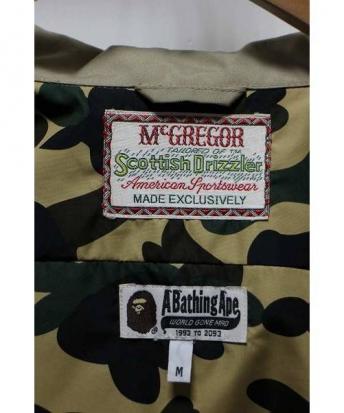 McGREGOR
TAILORED OF THE
Scottish Drizzler
American Sportswear
MADE EXCLUSIVELY
A Bathing Ape
WORLD GONE MAD
1993 TO 2093
M